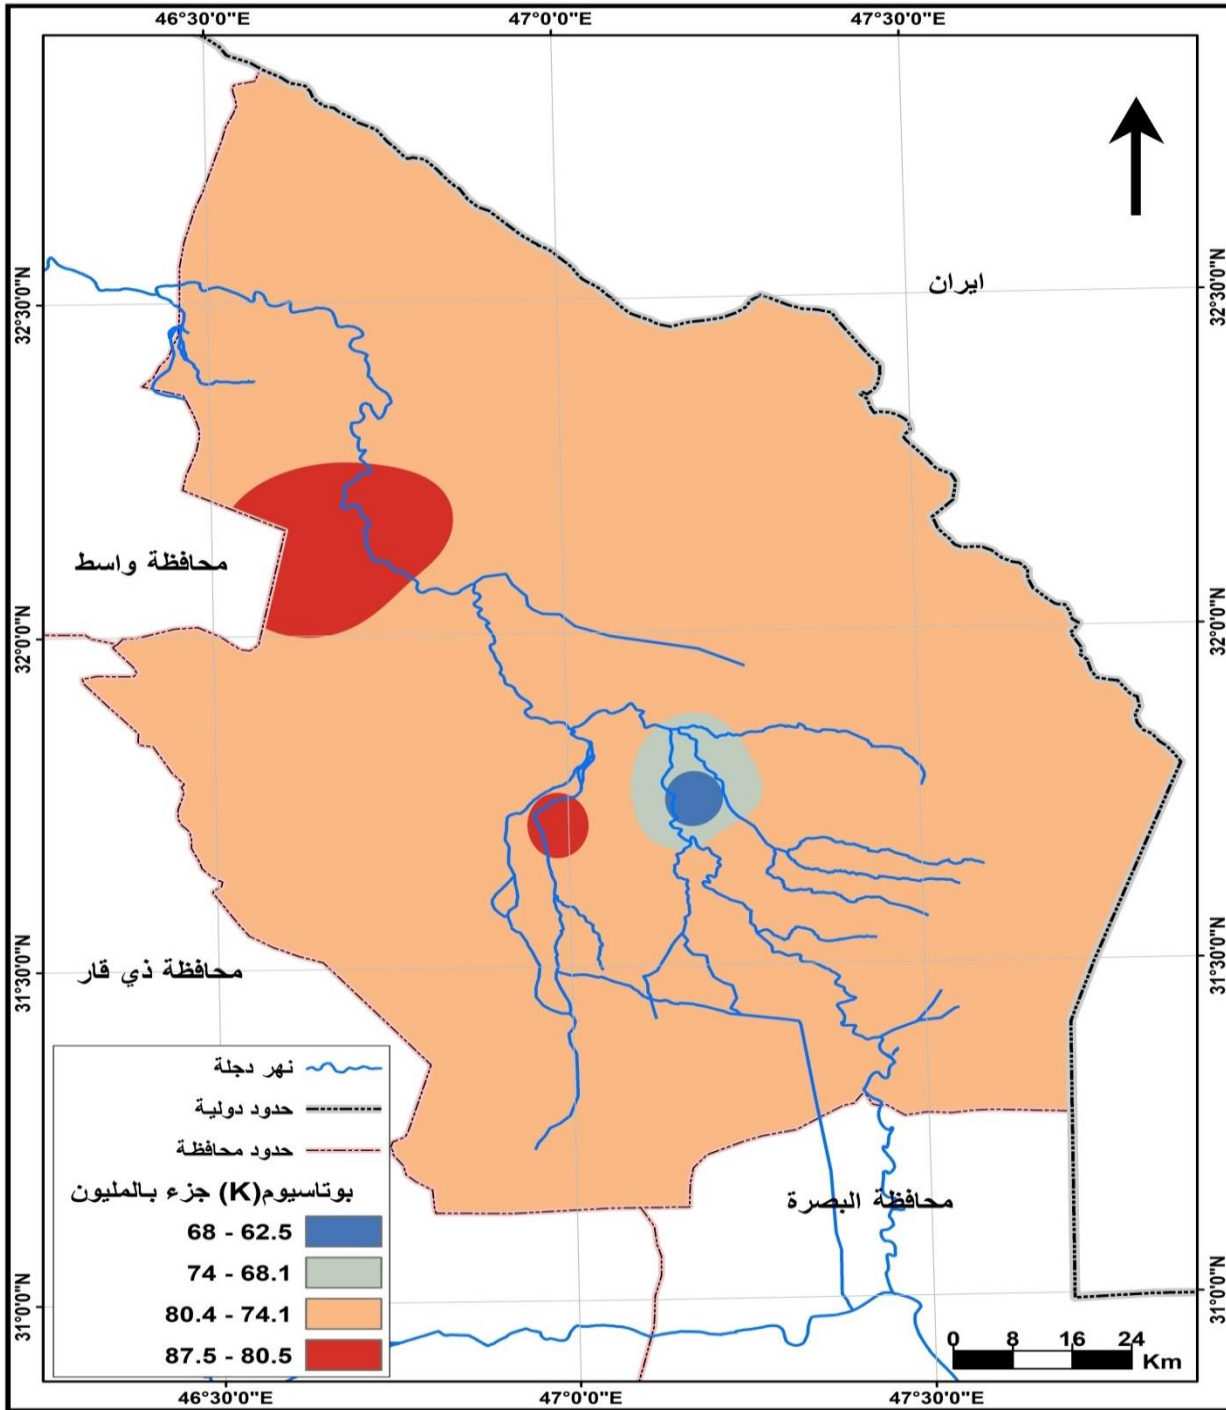 46°30'0"E
47°0'0"E
47°30'0"E
32°30'0"N
32°0'0"N
31°30'0"N
31°0'0"N
32°30'0"N
32°0'0"N
31°30'0"N
31°0'0"N
ايران
محافظة واسط
محافظة ذي قار
محافظة البصرة
نهر دجلة
حدود دولية
حدود محافظة
بوتاسيوم(K) جزء بالمليون
68 - 62.5
74 - 68.1
80.4 - 74.1
87.5 - 80.5
0 8 16 24
Km
46°30'0"E
47°0'0"E
47°30'0"E